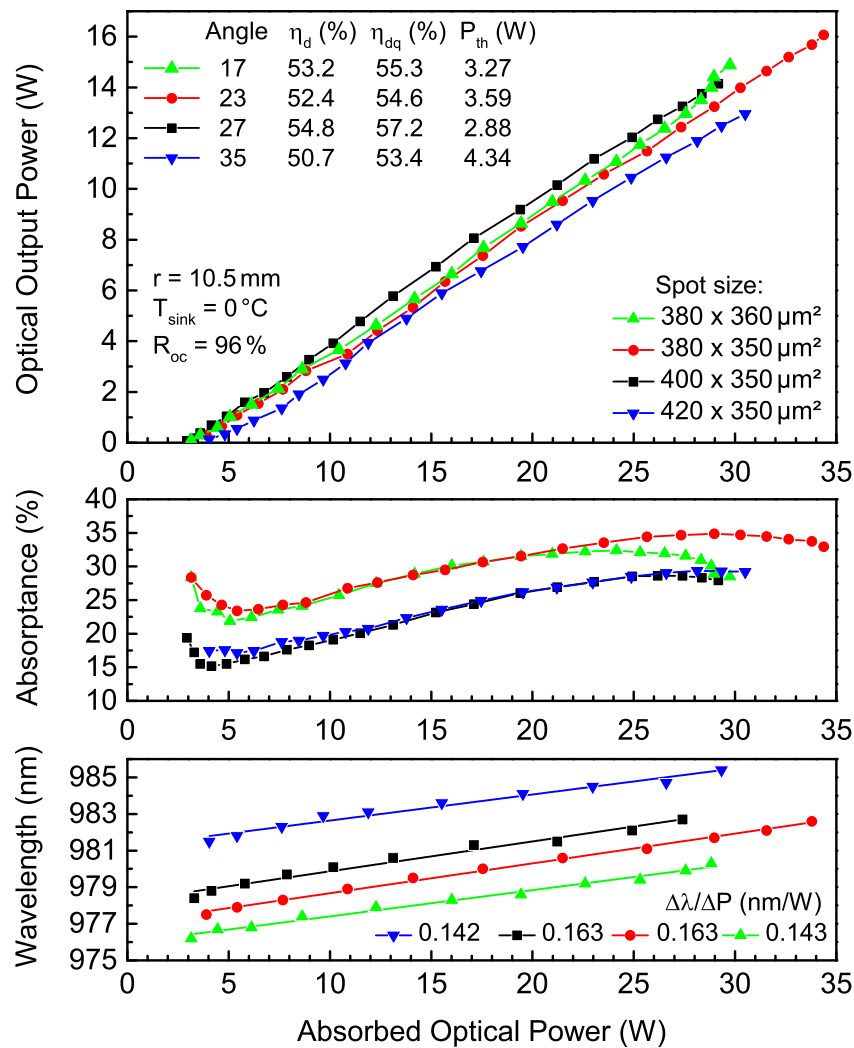 Angle η_d (%) η_dq (%) P_th (W)
17 53.2 55.3 3.27
23 52.4 54.6 3.59
27 54.8 57.2 2.88
35 50.7 53.4 4.34
r = 10.5 mm
T_sink = 0 °C
R_oc = 96 %
Spot size:
380 x 360 µm²
380 x 350 µm²
400 x 350 µm²
420 x 350 µm²
Optical Output Power (W)
16
14
12
10
8
6
4
2
0
0 5 10 15 20 25 30 35
Absorptance (%)
40
35
30
25
20
15
10
0 5 10 15 20 25 30 35
Wavelength (nm)
985
983
981
979
977
975
Δλ/ΔP (nm/W)
0.142 0.163 0.163 0.143
0 5 10 15 20 25 30 35
Absorbed Optical Power (W)